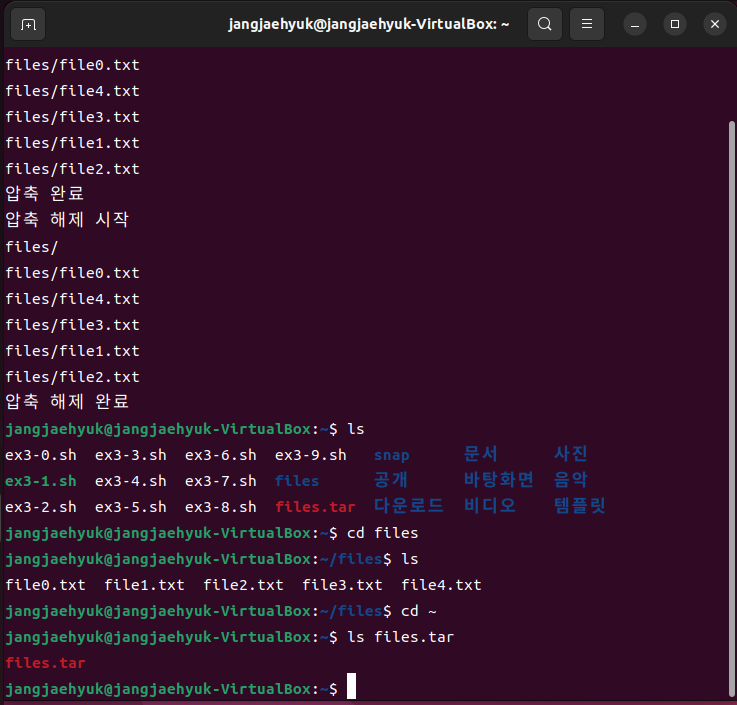 jangjaehyuk@jangjaehyuk-VirtualBox: ~
files/file0.txt
files/file4.txt
files/file3.txt
files/file1.txt
files/file2.txt
압축 완료
압축 해제 시작
files/
files/file0.txt
files/file4.txt
files/file3.txt
files/file1.txt
files/file2.txt
압축 해제 완료
jangjaehyuk@jangjaehyuk-VirtualBox:~$ ls
ex3-0.sh  ex3-3.sh  ex3-6.sh  ex3-9.sh   snap      문서      사진
ex3-1.sh  ex3-4.sh  ex3-7.sh  files      공개      바탕화면  음악
ex3-2.sh  ex3-5.sh  ex3-8.sh  files.tar  다운로드  비디오    템플릿
jangjaehyuk@jangjaehyuk-VirtualBox:~$ cd files
jangjaehyuk@jangjaehyuk-VirtualBox:~/files$ ls
file0.txt  file1.txt  file2.txt  file3.txt  file4.txt
jangjaehyuk@jangjaehyuk-VirtualBox:~/files$ cd ~
jangjaehyuk@jangjaehyuk-VirtualBox:~$ ls files.tar
files.tar
jangjaehyuk@jangjaehyuk-VirtualBox:~$